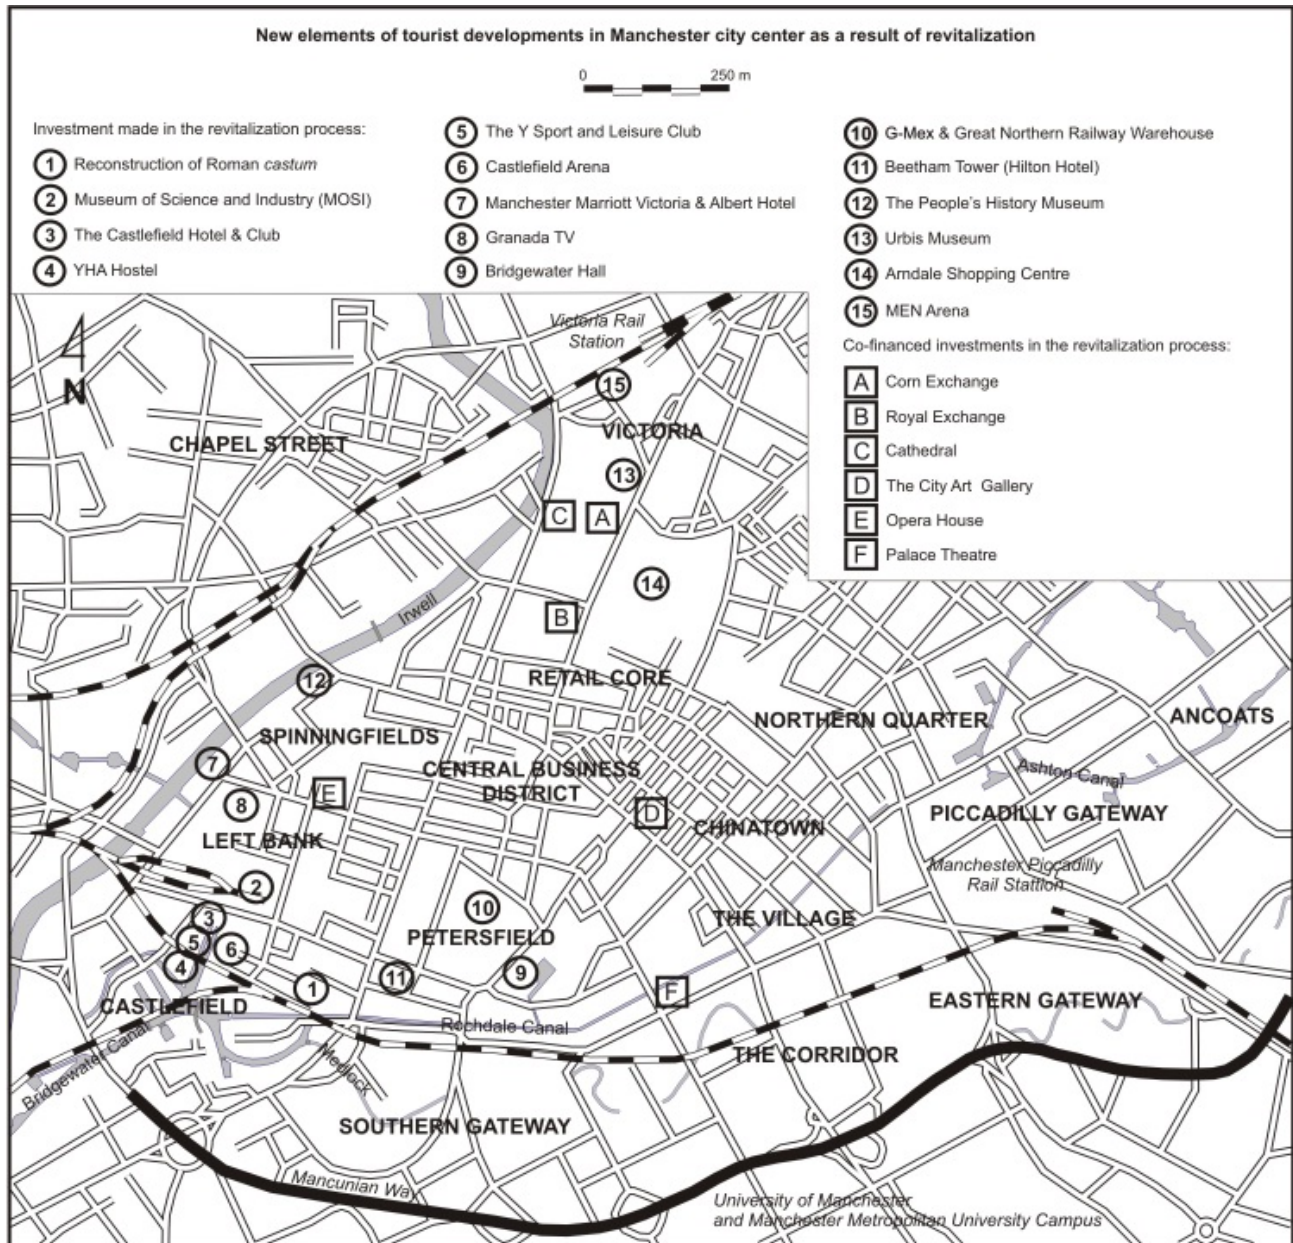 New elements of tourist developments in Manchester city center as a result of revitalization
0 250 m
Investment made in the revitalization process:
1 Reconstruction of Roman castum
2 Museum of Science and Industry (MOSI)
3 The Castlefield Hotel & Club
4 YHA Hostel
5 The Y Sport and Leisure Club
6 Castlefield Arena
7 Manchester Marriott Victoria & Albert Hotel
8 Granada TV
9 Bridgewater Hall
10 G-Mex & Great Northern Railway Warehouse
11 Beetham Tower (Hilton Hotel)
12 The People's History Museum
13 Urbis Museum
14 Arndale Shopping Centre
15 MEN Arena
Co-financed investments in the revitalization process:
A Corn Exchange
B Royal Exchange
C Cathedral
D The City Art Gallery
E Opera House
F Palace Theatre
N
Victoria Rail
Station
15
VICTORIA
CHAPEL STREET
13
C
A
14
Irwell
B
RETAIL CORE
12
NORTHERN QUARTER
ANCOATS
SPINNINGFIELDS
7
CENTRAL BUSINESS
DISTRICT
Ashton Canal
E
8
D
PICCADILLY GATEWAY
CHINATOWN
LEFT BANK
Manchester Piccadilly
Rail Stattion
2
10
3
THE VILLAGE
PETERSFIELD
5
6
4
11
9
1
F
CASTLEFIELD
EASTERN GATEWAY
Rochdale Canal
THE CORRIDOR
Bridgewater Canal
Medlock
SOUTHERN GATEWAY
Mancunian Way
University of Manchester
and Manchester Metropolitan University Campus